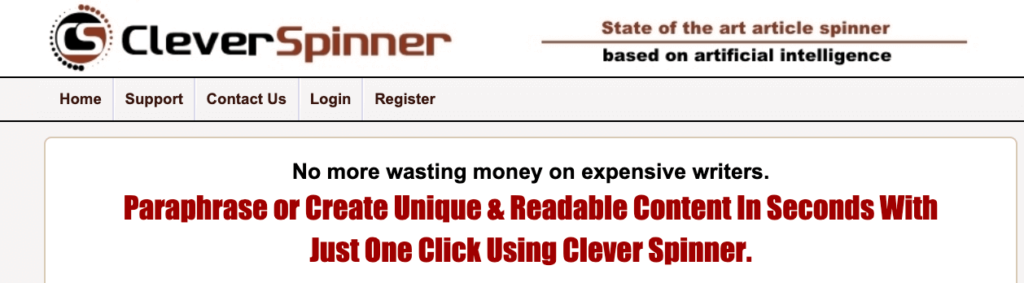 CS CleverSpinner
State of the art article spinner
based on artificial intelligence
Home Support Contact Us Login Register
No more wasting money on expensive writers.
Paraphrase or Create Unique & Readable Content In Seconds With
Just One Click Using Clever Spinner.